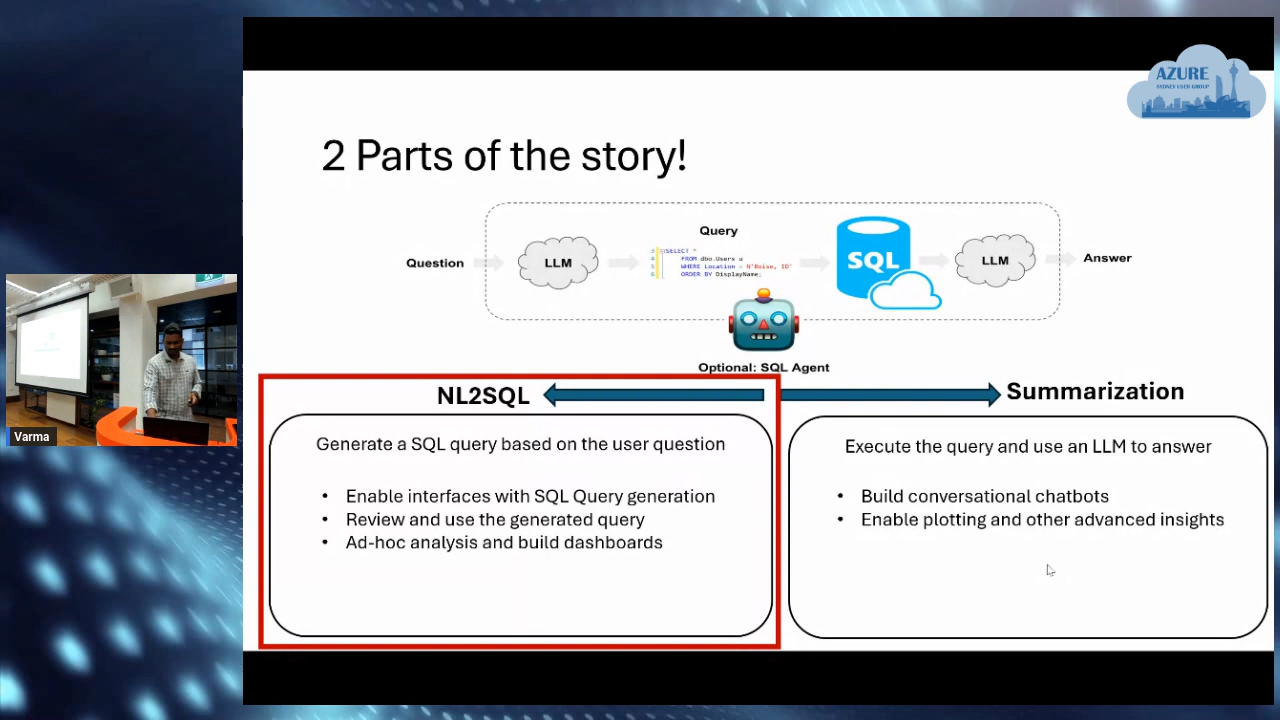 AZURE
SYDNEY USER GROUP
2 Parts of the story!
Query
Question
LLM
3 SELECT *
4 FROM dbo.Users u
5 WHERE Location = N'Boise, ID'
6 ORDER BY DisplayName;
SQL
LLM
Answer
Optional: SQL Agent
NL2SQL
Summarization
Generate a SQL query based on the user question
• Enable interfaces with SQL Query generation
• Review and use the generated query
• Ad-hoc analysis and build dashboards
Execute the query and use an LLM to answer
• Build conversational chatbots
• Enable plotting and other advanced insights
Varma